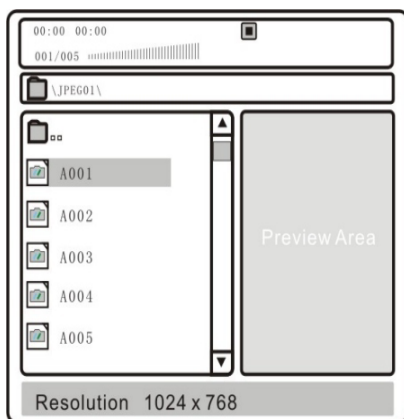 00:00 00:00
001/005
\JPEG01\
..
A001
A002
A003
A004
A005
Preview Area
Resolution 1024 x 768